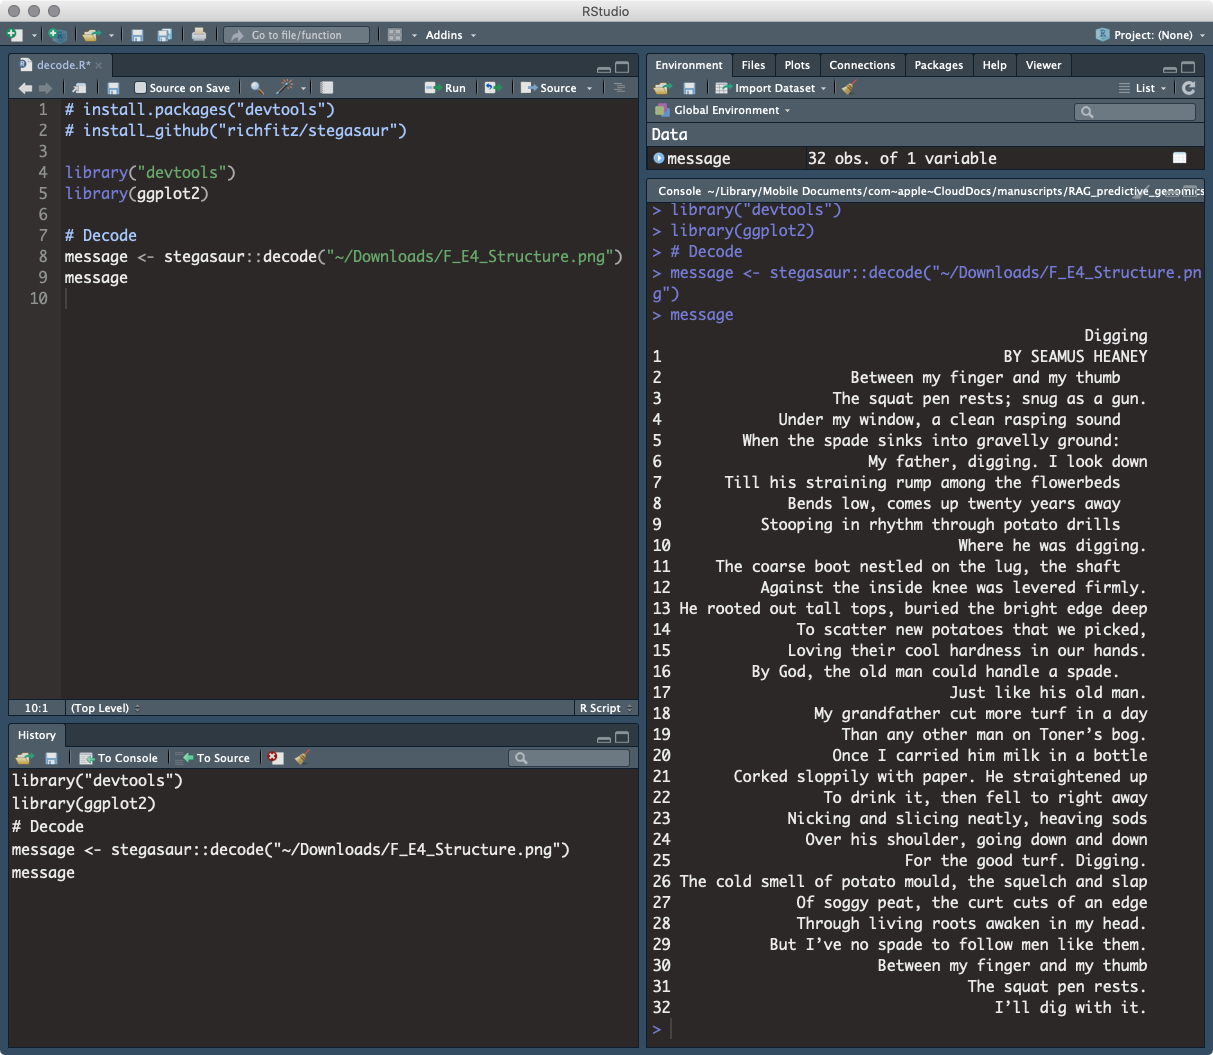 RStudio
Go to file/function
Addins
Project: (None)
decode.R*
Source on Save
Run
Source
1 # install.packages("devtools")
2 # install_github("richfitz/stegasaur")
3
4 library("devtools")
5 library(ggplot2)
6
7 # Decode
8 message <- stegasaur::decode("~/Downloads/F_E4_Structure.png")
9 message
10
10:1 (Top Level) R Script
History
To Console To Source
library("devtools")
library(ggplot2)
# Decode
message <- stegasaur::decode("~/Downloads/F_E4_Structure.png")
message
Environment Files Plots Connections Packages Help Viewer
Import Dataset List
Global Environment
Data
message 32 obs. of 1 variable
Console ~/Library/Mobile Documents/com~apple~CloudDocs/manuscripts/RAG_predictive_genomics
> library("devtools")
> library(ggplot2)
> # Decode
> message <- stegasaur::decode("~/Downloads/F_E4_Structure.pn
g")
> message
Digging
1 BY SEAMUS HEANEY
2 Between my finger and my thumb
3 The squat pen rests; snug as a gun.
4 Under my window, a clean rasping sound
5 When the spade sinks into gravelly ground:
6 My father, digging. I look down
7 Till his straining rump among the flowerbeds
8 Bends low, comes up twenty years away
9 Stooping in rhythm through potato drills
10 Where he was digging.
11 The coarse boot nestled on the lug, the shaft
12 Against the inside knee was levered firmly.
13 He rooted out tall tops, buried the bright edge deep
14 To scatter new potatoes that we picked,
15 Loving their cool hardness in our hands.
16 By God, the old man could handle a spade.
17 Just like his old man.
18 My grandfather cut more turf in a day
19 Than any other man on Toner’s bog.
20 Once I carried him milk in a bottle
21 Corked sloppily with paper. He straightened up
22 To drink it, then fell to right away
23 Nicking and slicing neatly, heaving sods
24 Over his shoulder, going down and down
25 For the good turf. Digging.
26 The cold smell of potato mould, the squelch and slap
27 Of soggy peat, the curt cuts of an edge
28 Through living roots awaken in my head.
29 But I’ve no spade to follow men like them.
30 Between my finger and my thumb
31 The squat pen rests.
32 I’ll dig with it.
>